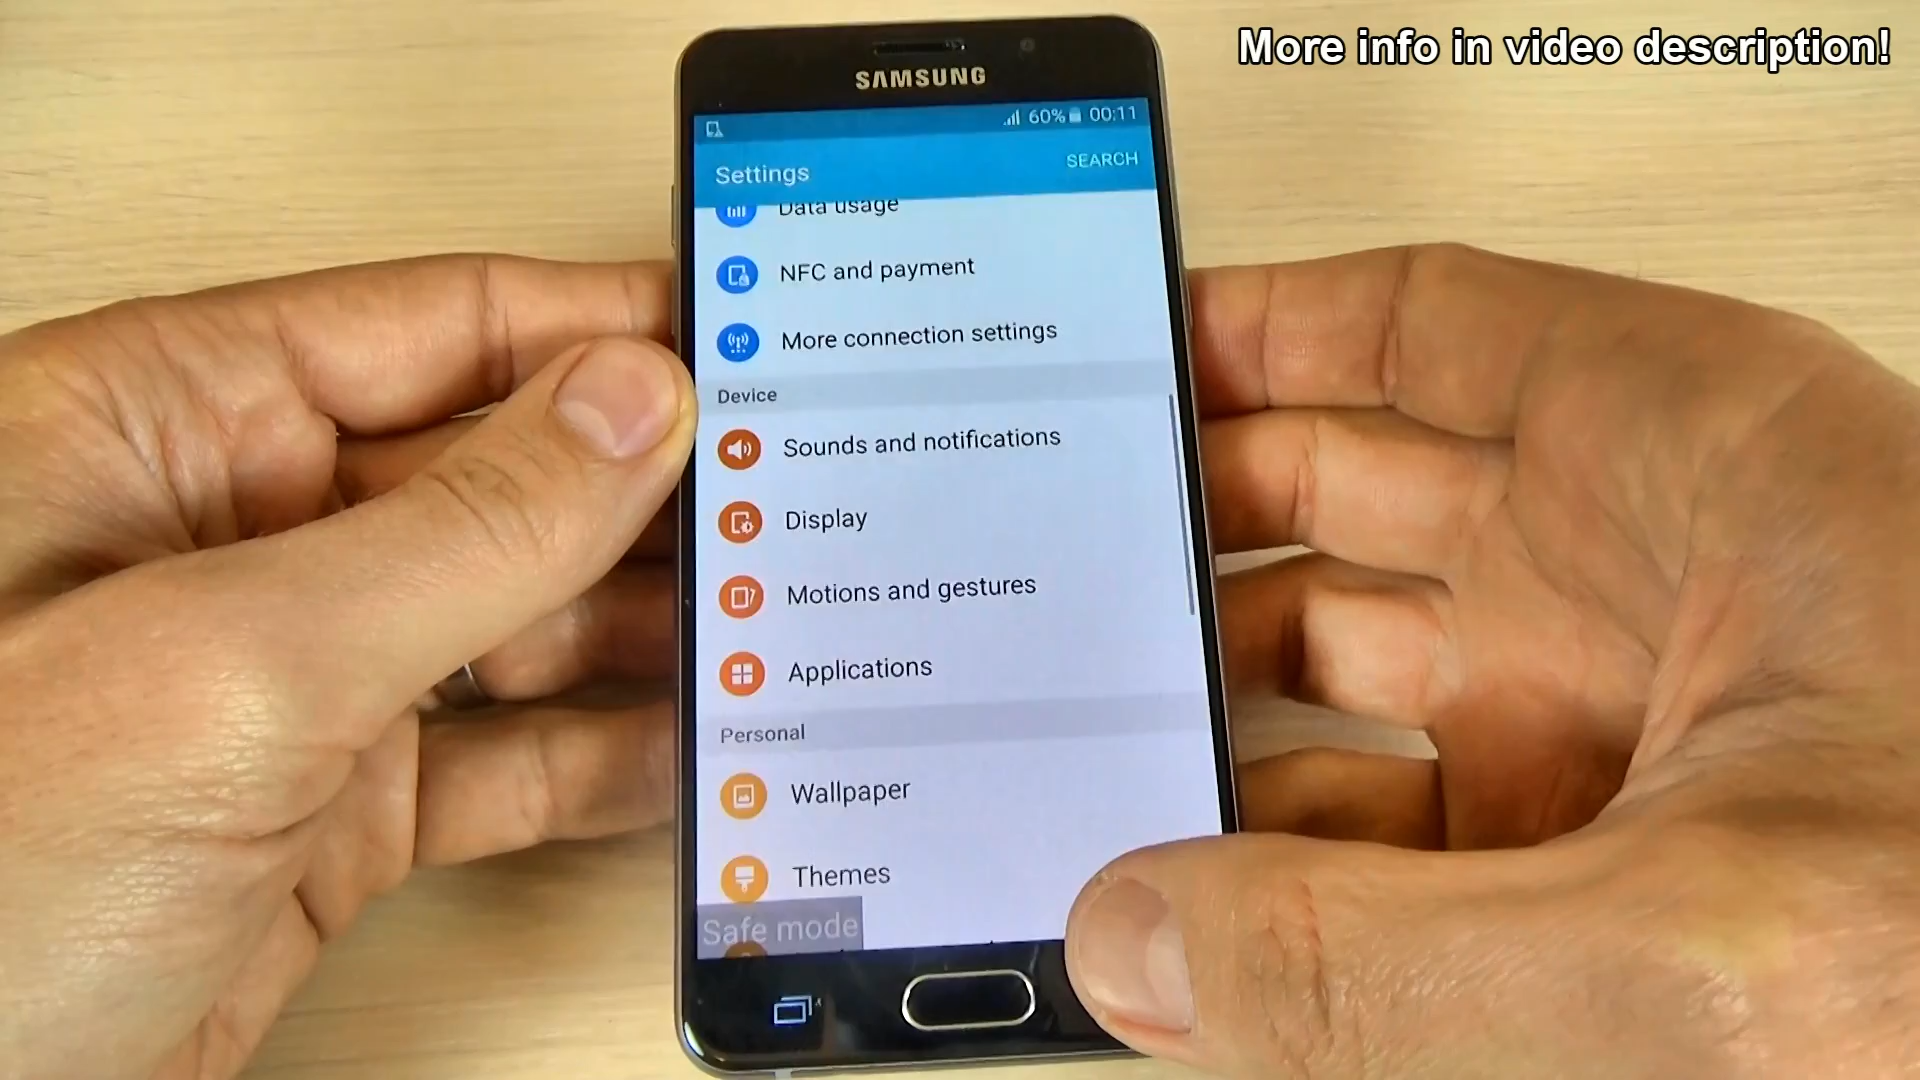 More info in video description!
SAMSUNG
60% 00:11
Settings
SEARCH
Data usage
NFC and payment
More connection settings
Device
Sounds and notifications
Display
Motions and gestures
Applications
Personal
Wallpaper
Themes
Safe mode